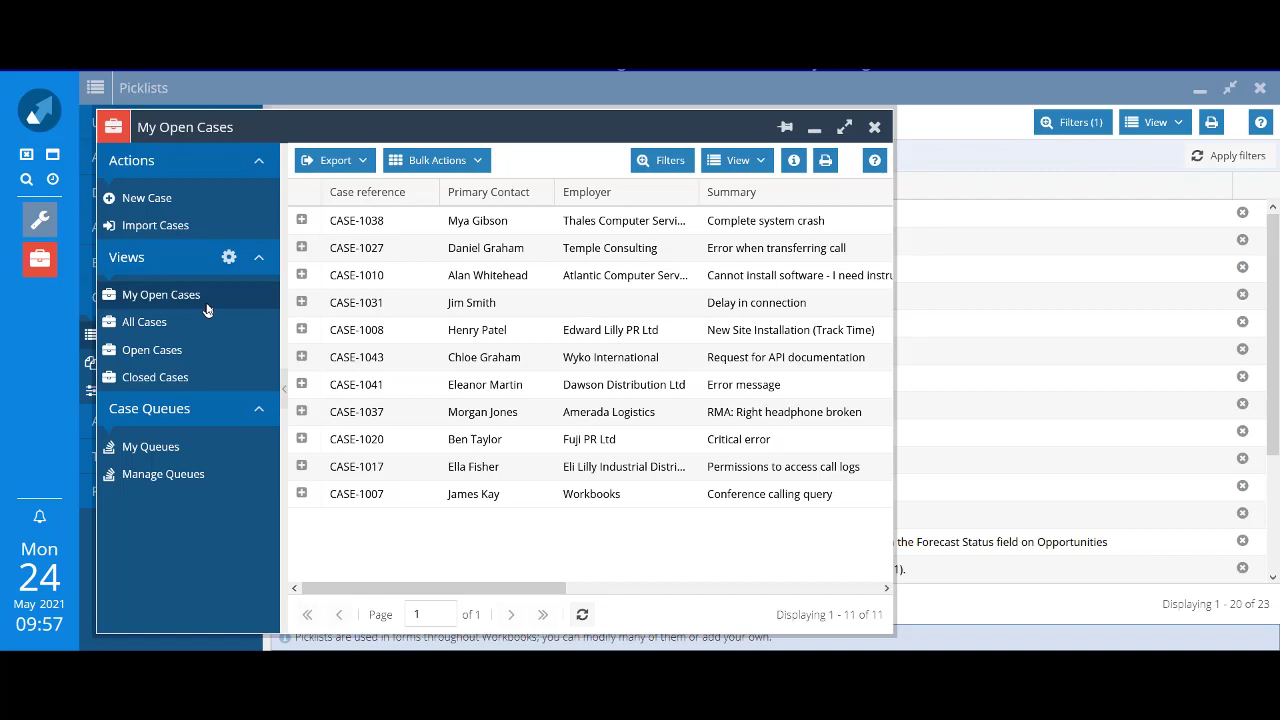 Picklists
My Open Cases
Filters (1)
View
Apply filters
Actions
New Case
Import Cases
Views
My Open Cases
All Cases
Open Cases
Closed Cases
Case Queues
My Queues
Manage Queues
Export
Bulk Actions
Filters
View
Case reference Primary Contact Employer Summary
CASE-1038 Mya Gibson Thales Computer Servi... Complete system crash
CASE-1027 Daniel Graham Temple Consulting Error when transferring call
CASE-1010 Alan Whitehead Atlantic Computer Serv... Cannot install software - I need instru
CASE-1031 Jim Smith Delay in connection
CASE-1008 Henry Patel Edward Lilly PR Ltd New Site Installation (Track Time)
CASE-1043 Chloe Graham Wyko International Request for API documentation
CASE-1041 Eleanor Martin Dawson Distribution Ltd Error message
CASE-1037 Morgan Jones Amerada Logistics RMA: Right headphone broken
CASE-1020 Ben Taylor Fuji PR Ltd Critical error
CASE-1017 Ella Fisher Eli Lilly Industrial Distri... Permissions to access call logs
CASE-1007 James Kay Workbooks Conference calling query
the Forecast Status field on Opportunities
1).
Page 1 of 1
Displaying 1 - 11 of 11
Displaying 1 - 20 of 23
Picklists are used in forms throughout Workbooks; you can modify many of them or add your own.
Mon
24
May 2021
09:57